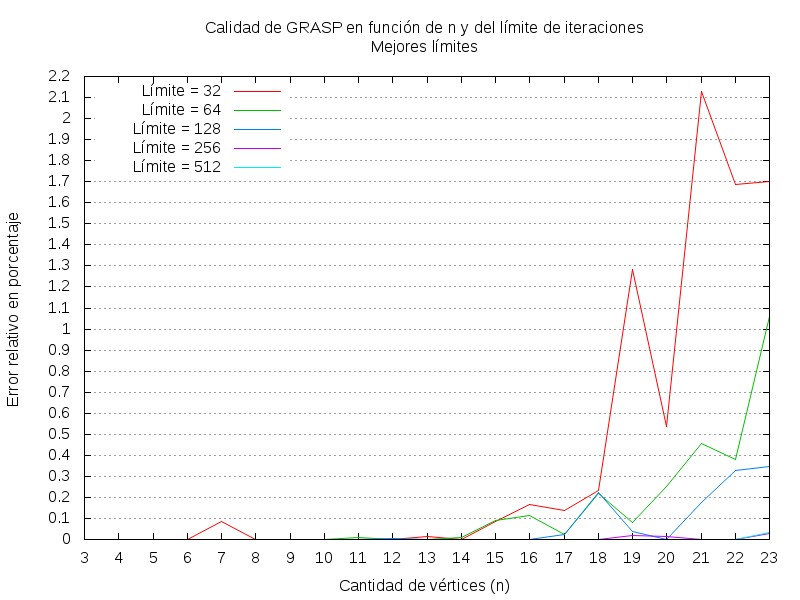 Calidad de GRASP en función de n y del límite de iteraciones
Mejores límites
Límite = 32
Límite = 64
Límite = 128
Límite = 256
Límite = 512
2.2
2.1
2
1.9
1.8
1.7
1.6
1.5
1.4
1.3
1.2
1.1
1
0.9
0.8
0.7
0.6
0.5
0.4
0.3
0.2
0.1
0
Error relativo en porcentaje
3 4 5 6 7 8 9 10 11 12 13 14 15 16 17 18 19 20 21 22 23
Cantidad de vértices (n)